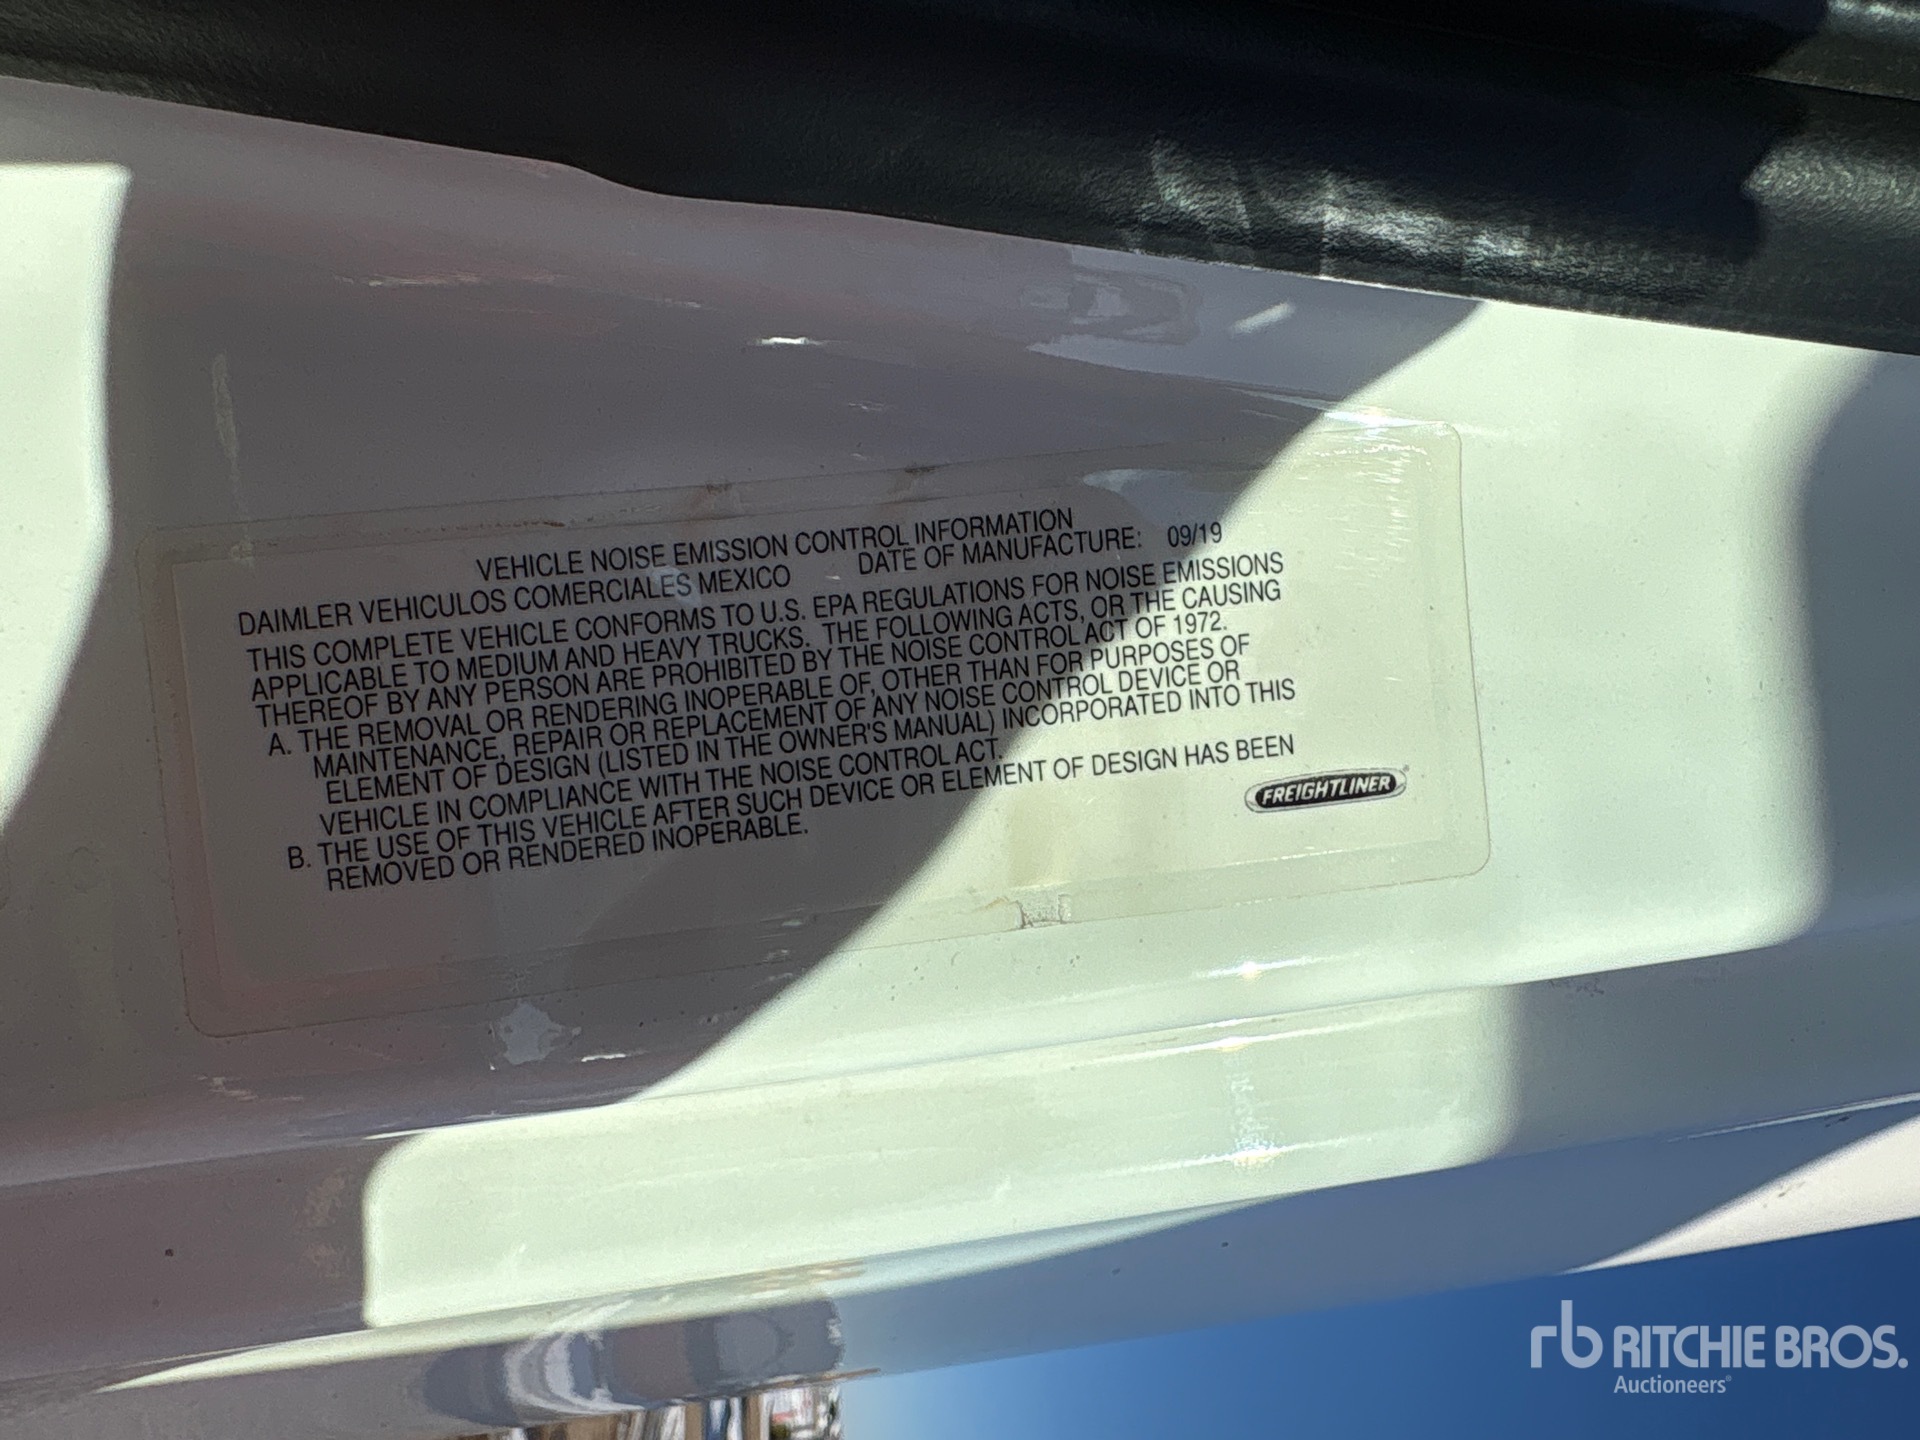 VEHICLE NOISE EMISSION CONTROL INFORMATION
DAIMLER VEHICULOS COMERCIALES MEXICO DATE OF MANUFACTURE: 09/19
THIS COMPLETE VEHICLE CONFORMS TO U.S. EPA REGULATIONS FOR NOISE EMISSIONS
APPLICABLE TO MEDIUM AND HEAVY TRUCKS. THE FOLLOWING ACTS, OR THE CAUSING
THEREOF BY ANY PERSON ARE PROHIBITED BY THE NOISE CONTROL ACT OF 1972.
A. THE REMOVAL OR RENDERING INOPERABLE OF, OTHER THAN FOR PURPOSES OF
MAINTENANCE, REPAIR OR REPLACEMENT OF ANY NOISE CONTROL DEVICE OR
ELEMENT OF DESIGN (LISTED IN THE OWNER'S MANUAL) INCORPORATED INTO THIS
VEHICLE IN COMPLIANCE WITH THE NOISE CONTROL ACT.
B. THE USE OF THIS VEHICLE AFTER SUCH DEVICE OR ELEMENT OF DESIGN HAS BEEN
REMOVED OR RENDERED INOPERABLE.
FREIGHTLINER
rb RITCHIE BROS.
Auctioneers